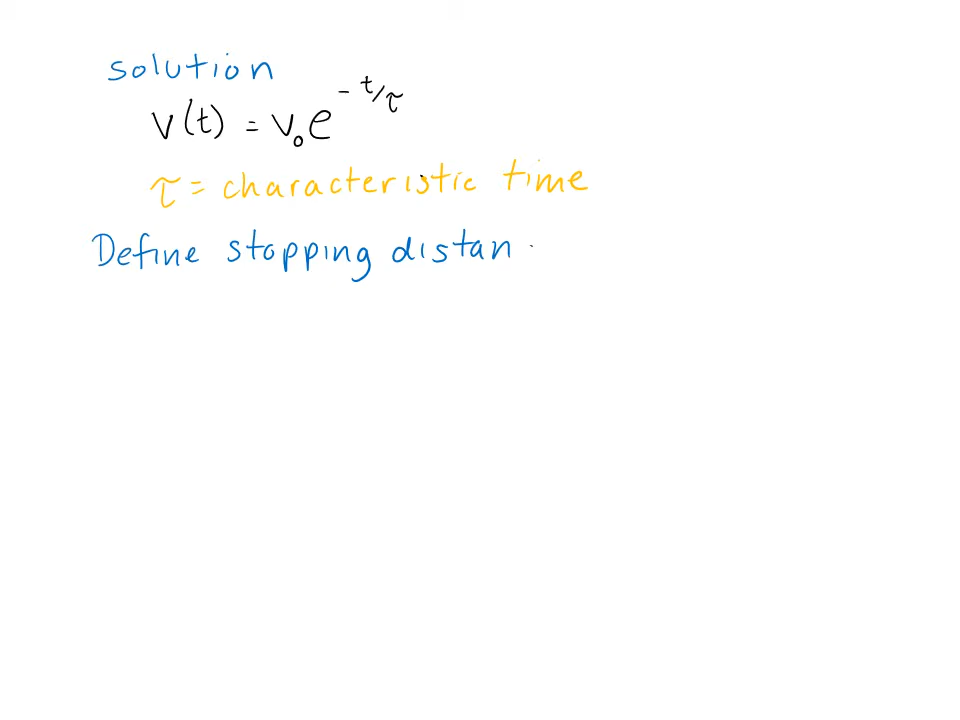 solution
v(t) = v₀e^(-t/τ)
τ = characteristic time
Define stopping distan